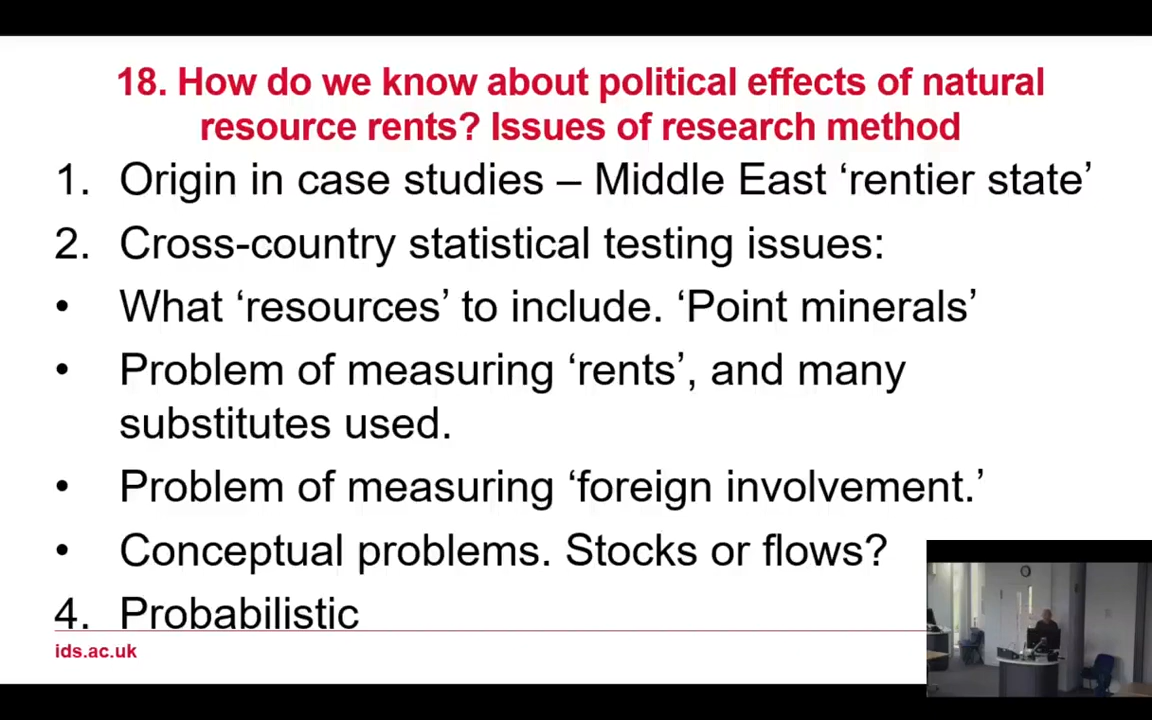 18. How do we know about political effects of natural
resource rents? Issues of research method
1. Origin in case studies – Middle East ‘rentier state’
2. Cross-country statistical testing issues:
• What ‘resources’ to include. ‘Point minerals’
• Problem of measuring ‘rents’, and many
substitutes used.
• Problem of measuring ‘foreign involvement.’
• Conceptual problems. Stocks or flows?
4. Probabilistic
ids.ac.uk